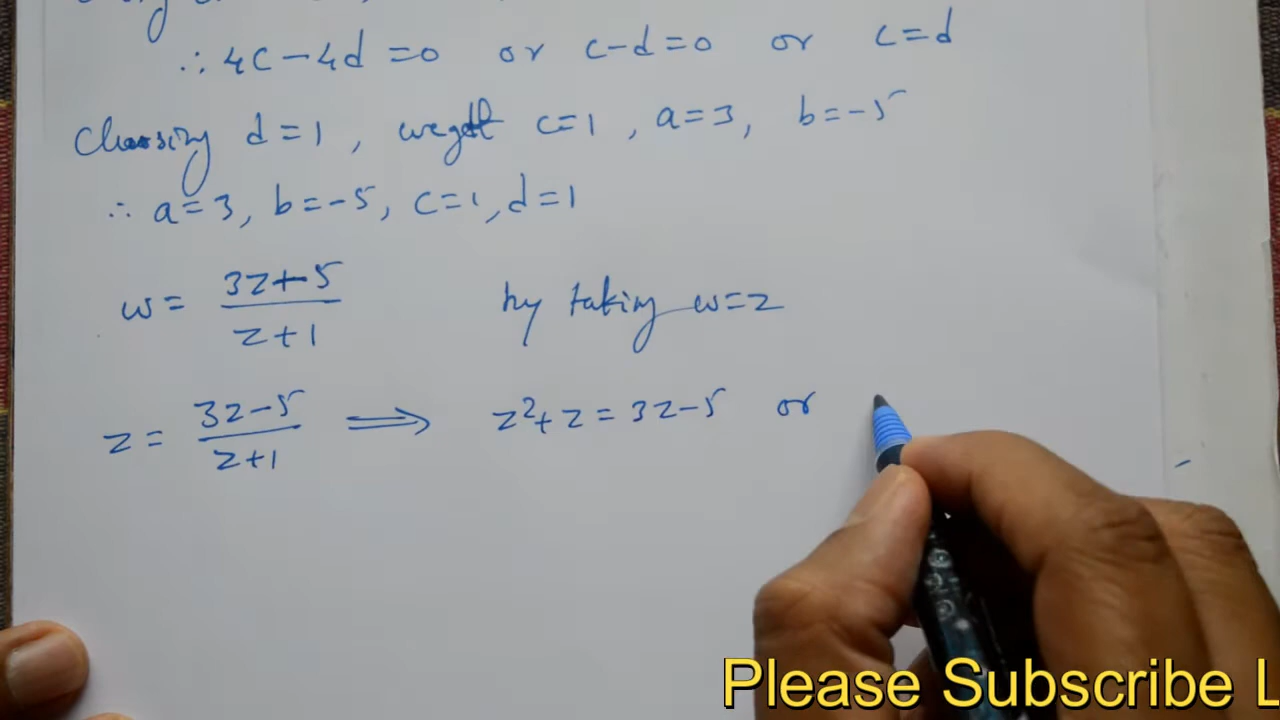 ∴ 4c - 4d = 0 or c-d=0 or c=d
Choosing d=1, we get c=1, a=3, b=-5
∴ a=3, b=-5, c=1, d=1
w = (3z+-5)/(z+1) by taking w=z
z = (3z-5)/(z+1) ⟹ z²+z = 3z-5 or
Please Subscribe L